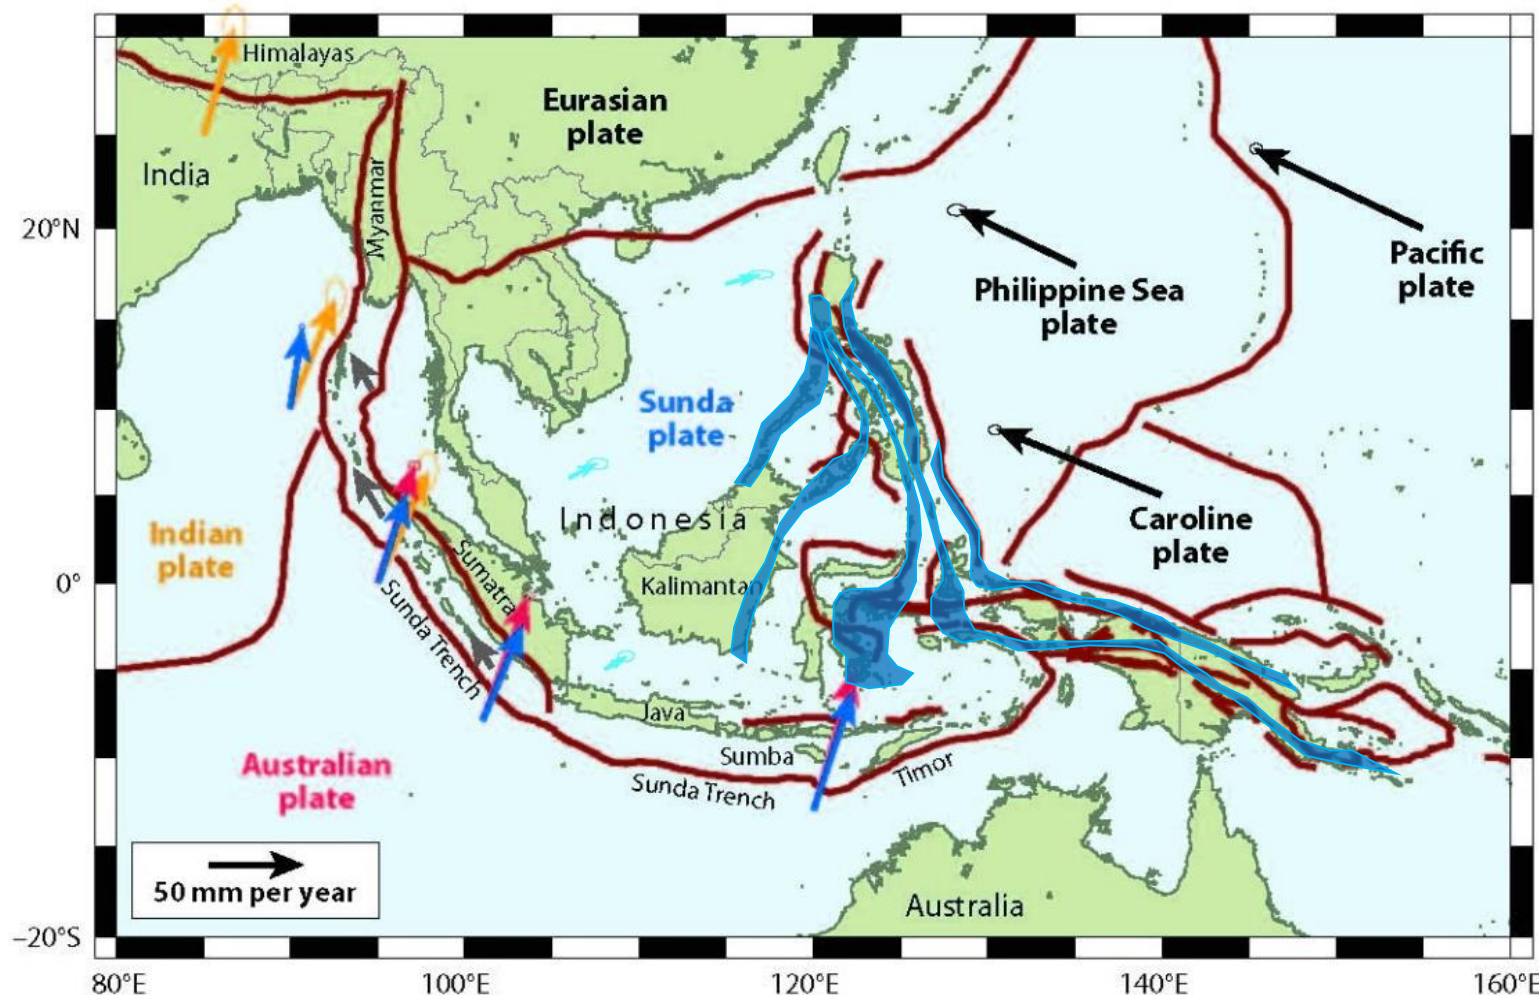 Himalayas
Eurasian
plate
India
Myanmar
20°N
Pacific
plate
Philippine Sea
plate
Sunda
plate
Indonesia
Caroline
plate
Indian
plate
Sumatra
Kalimantan
0°
Sunda Trench
Java
Sumba
Timor
Sunda Trench
Australian
plate
50 mm per year
Australia
–20°S
80°E
100°E
120°E
140°E
160°E